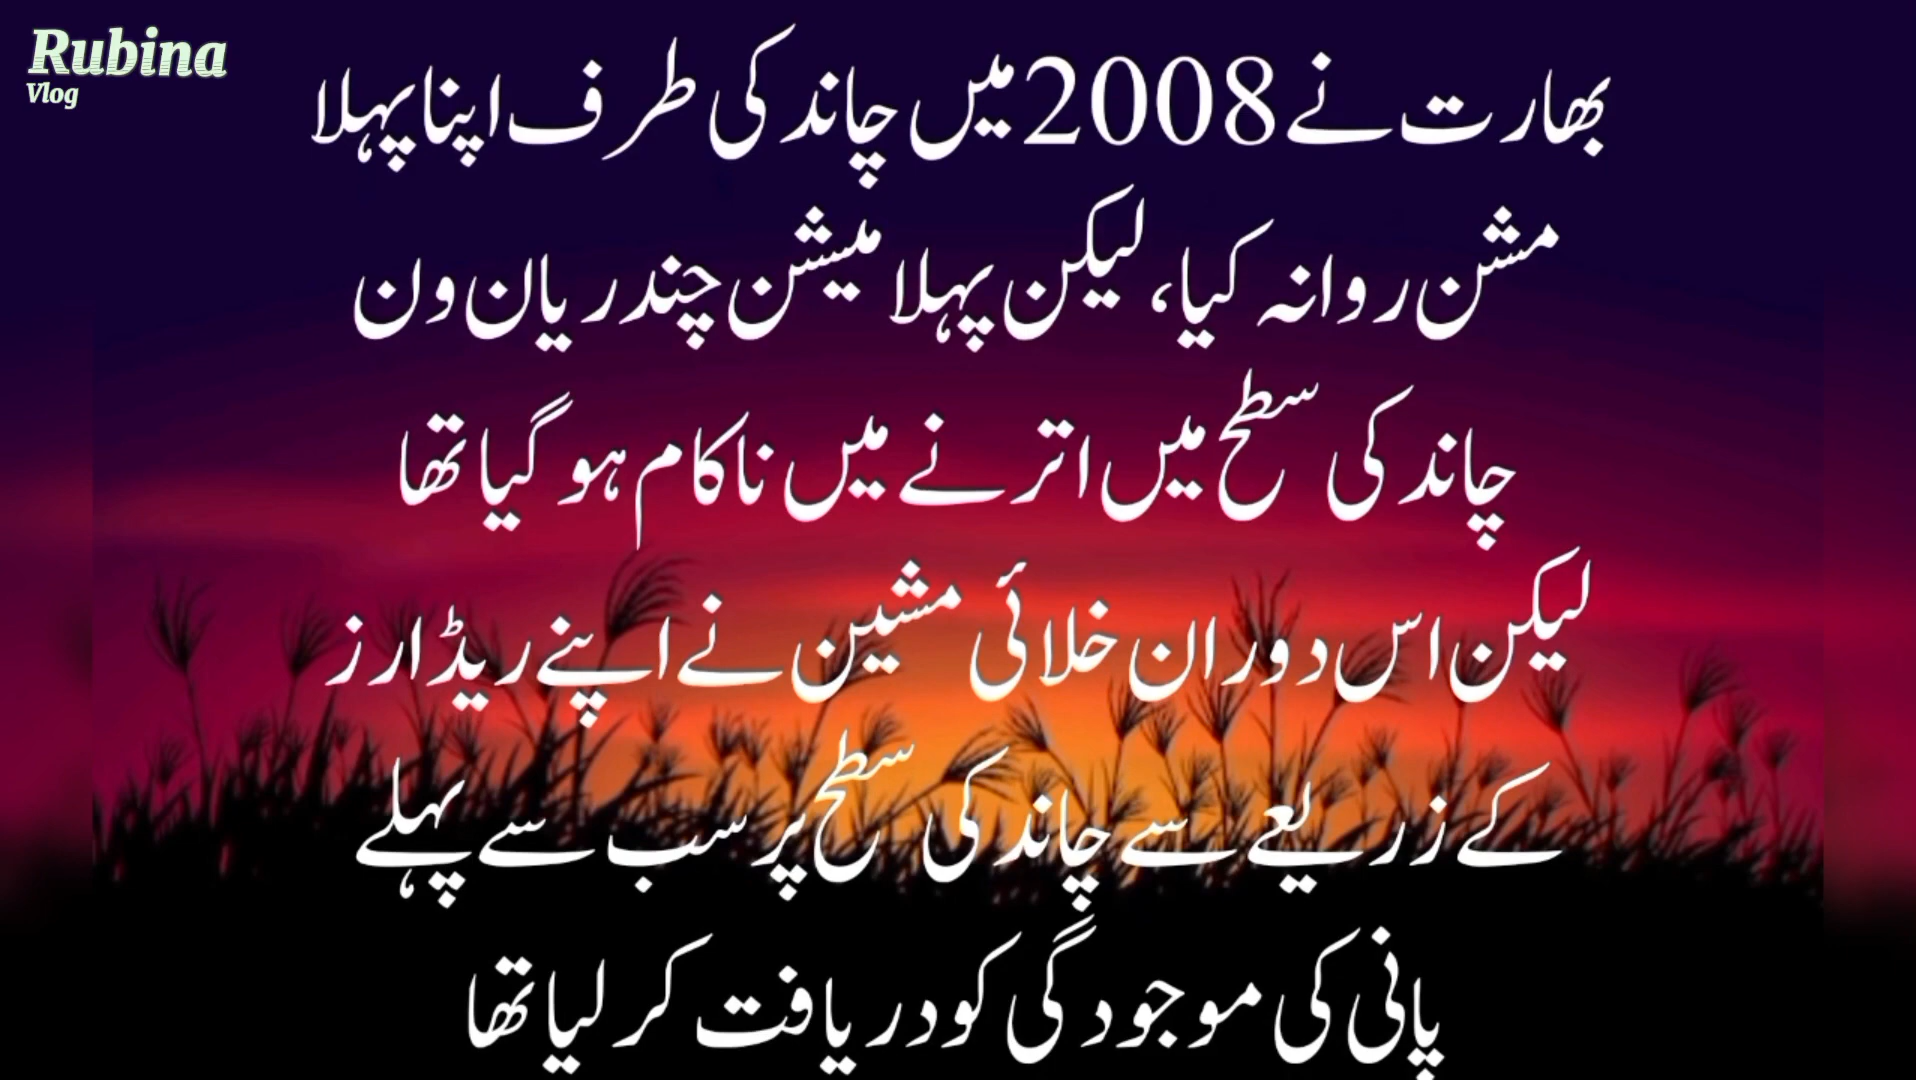 Rubina
Vlog
بھارت نے 2008 میں چاند کی طرف اپنا پہلا
مشن روانہ کیا، لیکن پہلا میشن چندریان ون
چاند کی سطح میں اترنے میں ناکام ہو گیا تھا
لیکن اس دوران خلائی مشین نے اپنے ریڈارز
کے زریعے سے چاند کی سطح پر سب سے پہلے
پانی کی موجودگی کو دریافت کر لیا تھا